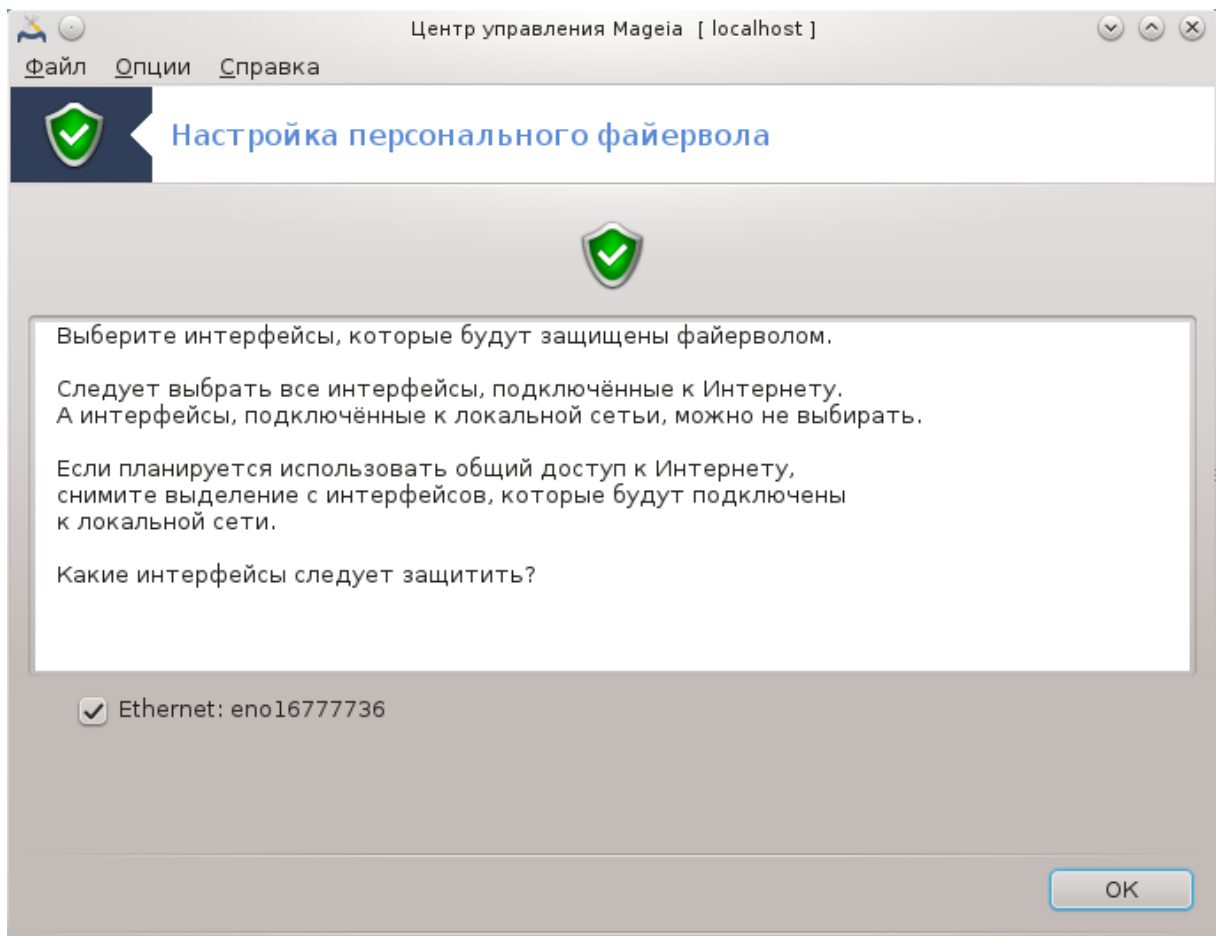 Центр управления Mageia [ localhost ]
Файл Опции Справка
Настройка персонального файервола
Выберите интерфейсы, которые будут защищены файерволом.
Следует выбрать все интерфейсы, подключённые к Интернету.
А интерфейсы, подключённые к локальной сетьи, можно не выбирать.
Если планируется использовать общий доступ к Интернету,
снимите выделение с интерфейсов, которые будут подключены
к локальной сети.
Какие интерфейсы следует защитить?
Ethernet: eno16777736
OK